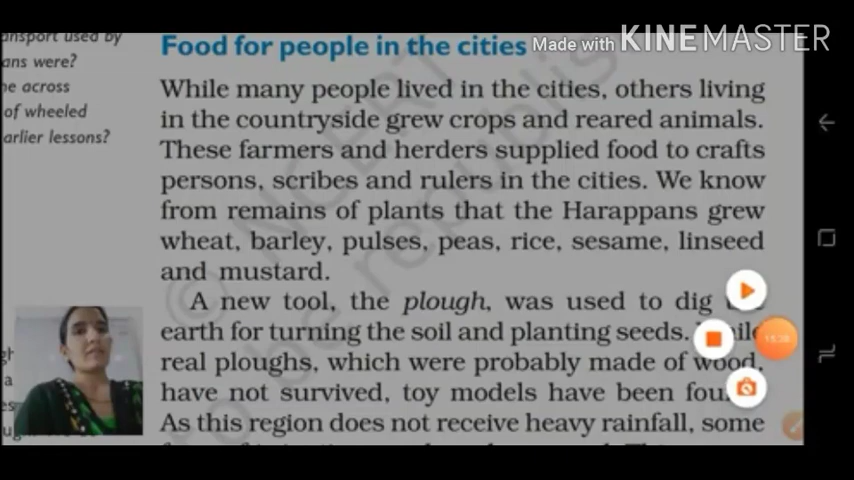 ansport used by
ans were?
e across
of wheeled
arlier lessons?
Food for people in the cities
Made with KINEMASTER
While many people lived in the cities, others living
in the countryside grew crops and reared animals.
These farmers and herders supplied food to crafts
persons, scribes and rulers in the cities. We know
from remains of plants that the Harappans grew
wheat, barley, pulses, peas, rice, sesame, linseed
and mustard.
A new tool, the plough, was used to dig
earth for turning the soil and planting seeds.
real ploughs, which were probably made of wood,
have not survived, toy models have been fou
As this region does not receive heavy rainfall, some
© NCERT
to be republis